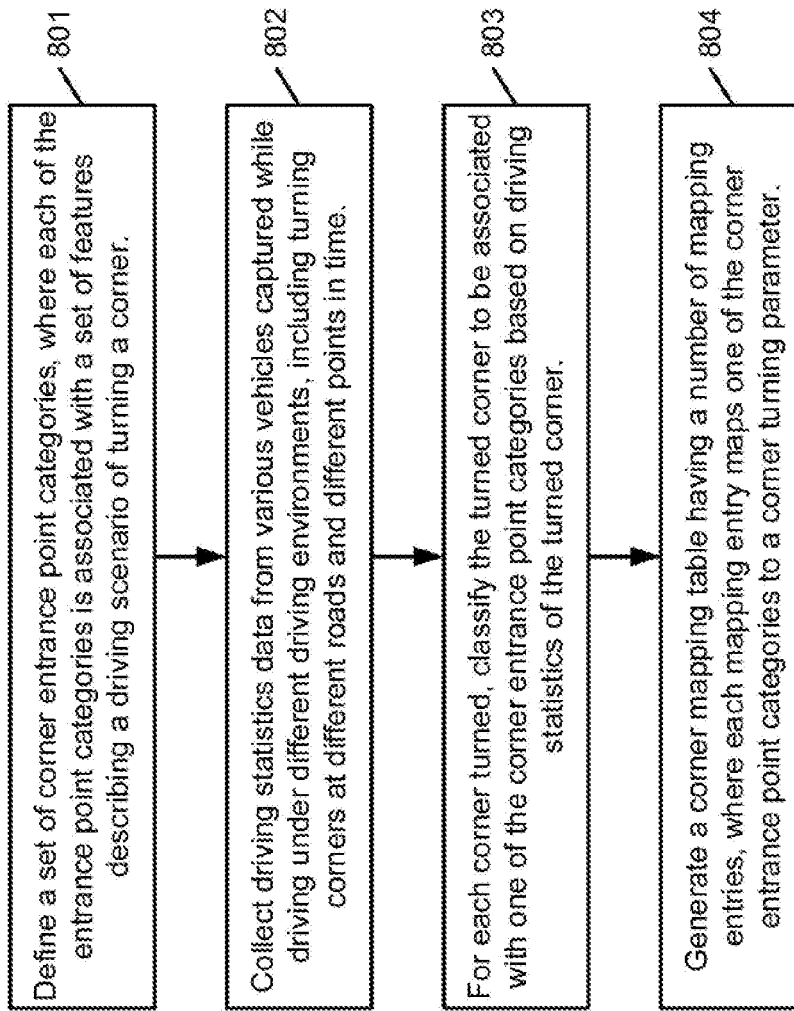 Define a set of corner entrance point categories, where each of the
entrance point categories is associated with a set of features
describing a driving scenario of turning a corner.
801
Collect driving statistics data from various vehicles captured while
driving under different driving environments, including turning
corners at different roads and different points in time.
802
For each corner turned, classify the turned corner to be associated
with one of the corner entrance point categories based on driving
statistics of the turned corner.
803
Generate a corner mapping table having a number of mapping
entries, where each mapping entry maps one of the corner
entrance point categories to a corner turning parameter.
804